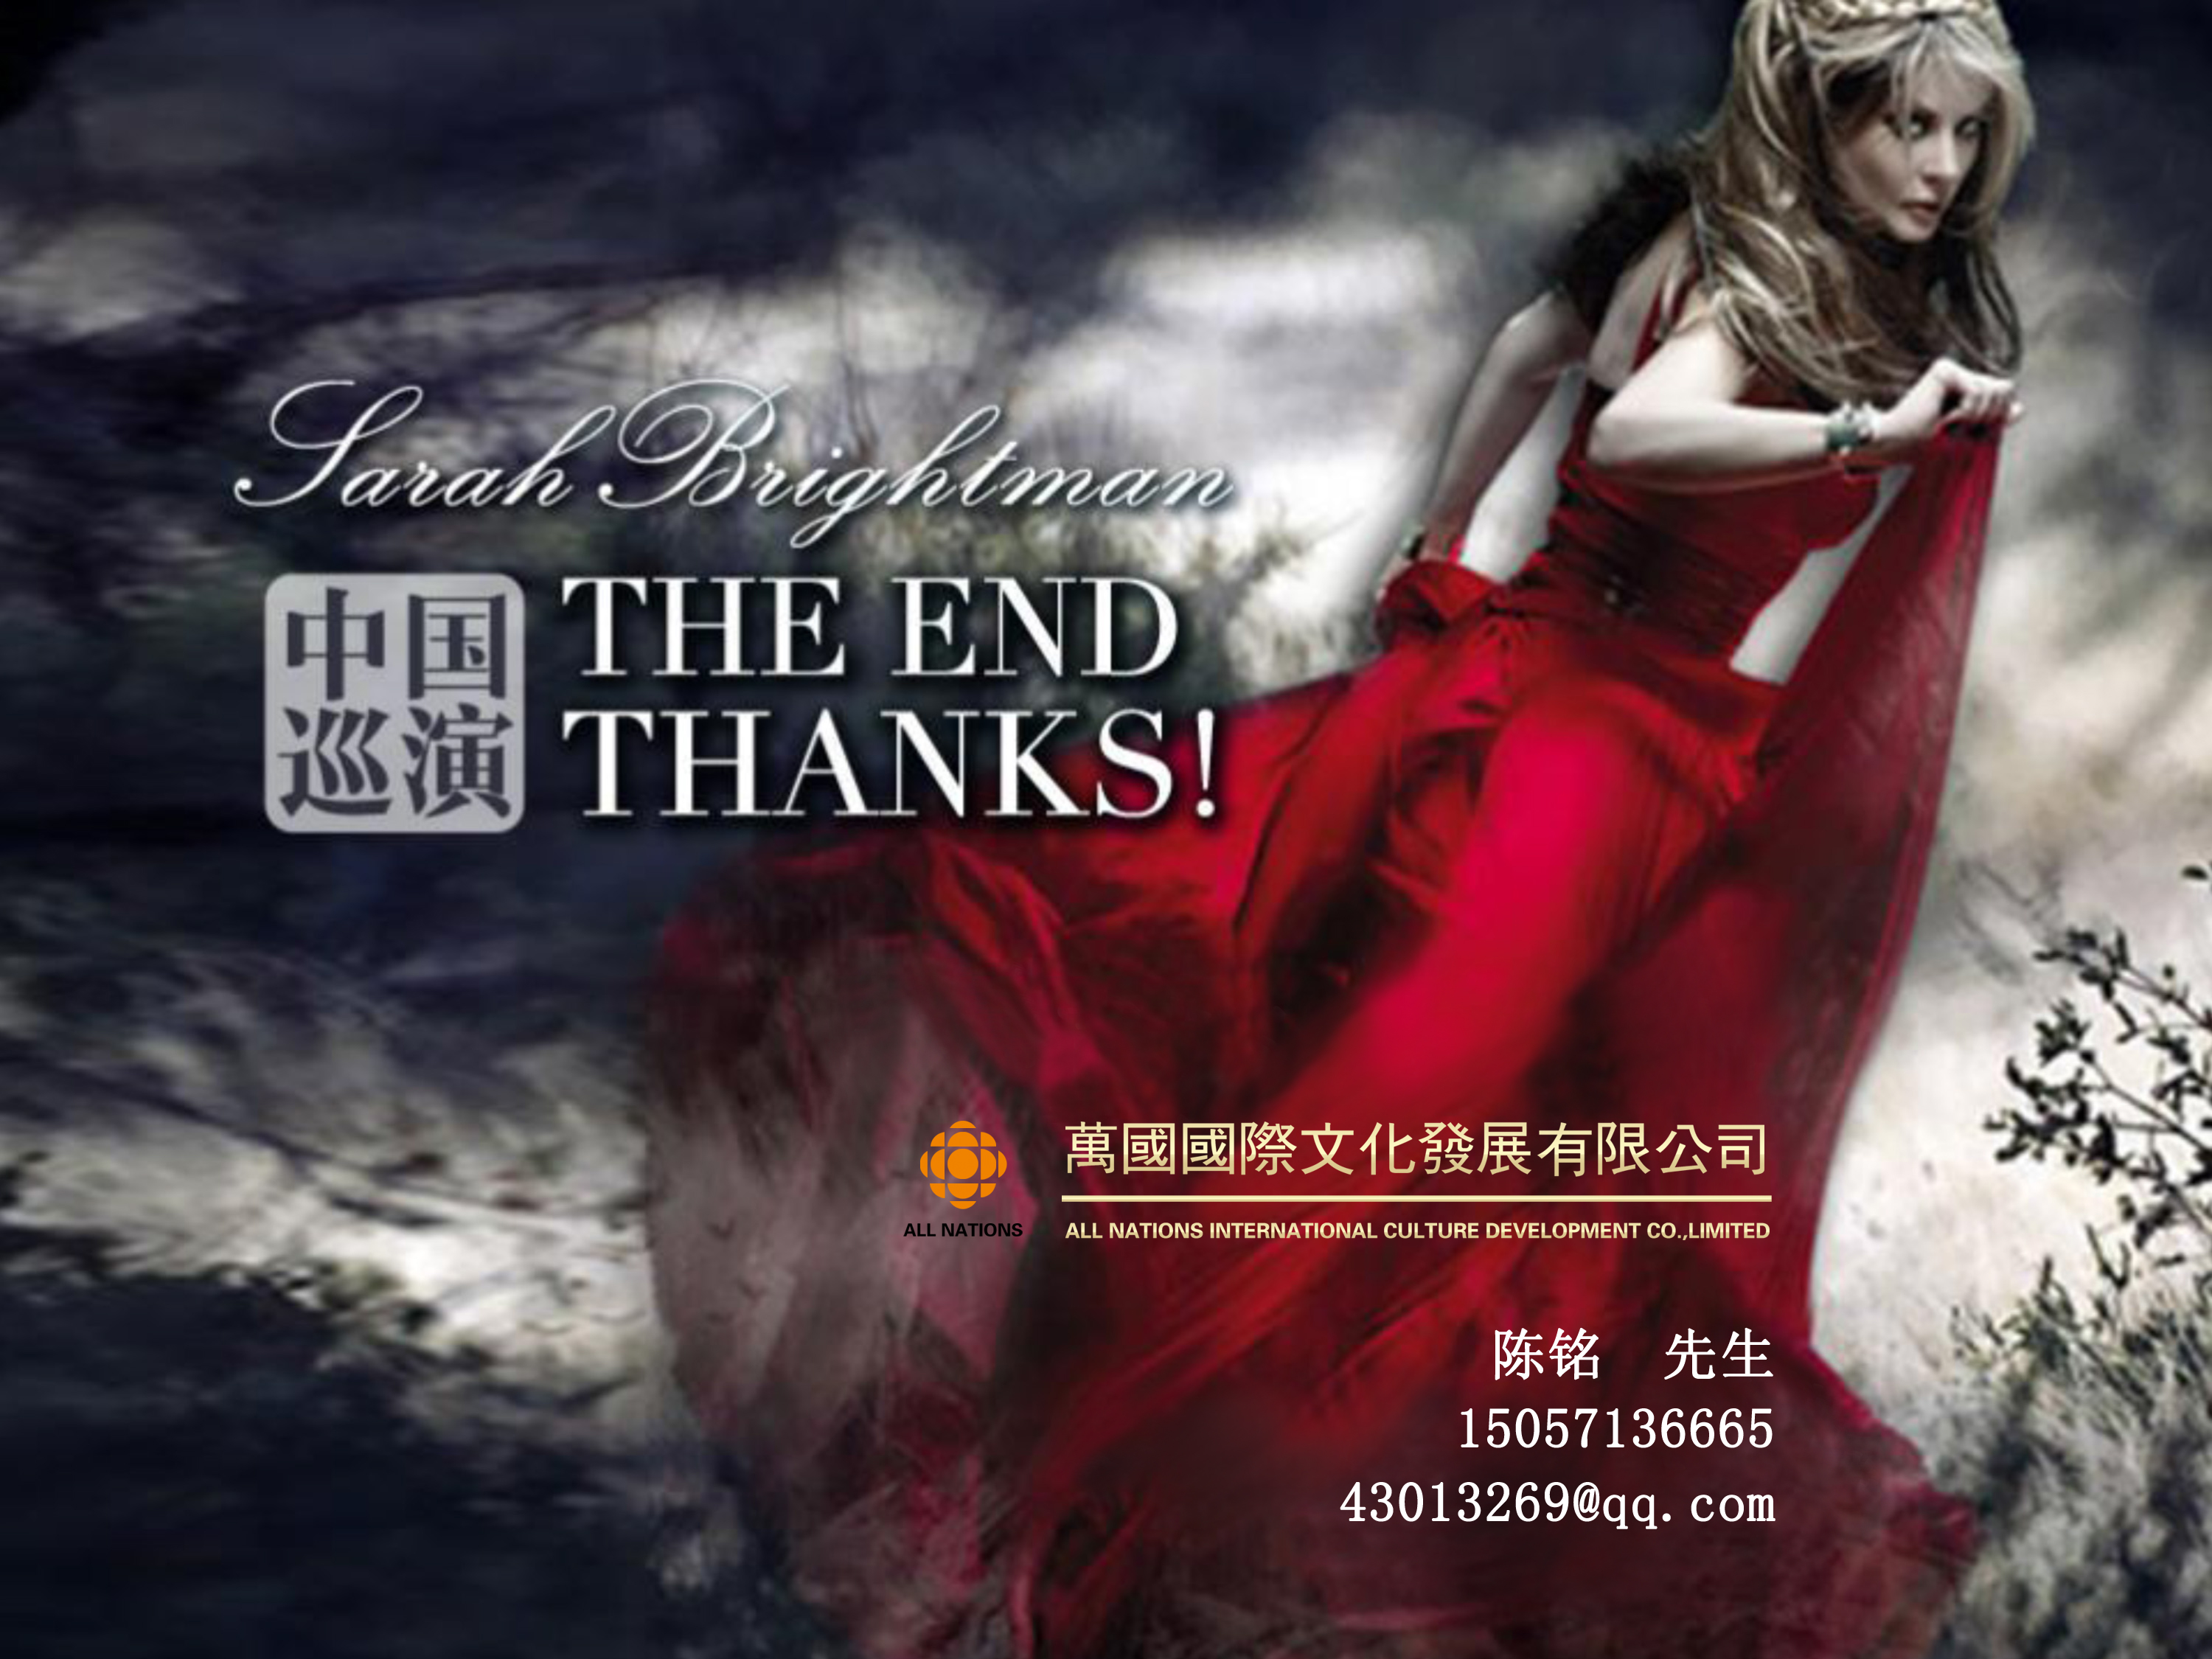 Sarah Brightman
中国
巡演
THE END
THANKS!
萬國國際文化發展有限公司
ALL NATIONS
ALL NATIONS INTERNATIONAL CULTURE DEVELOPMENT CO.,LIMITED
陈铭　先生
15057136665
43013269@qq.com